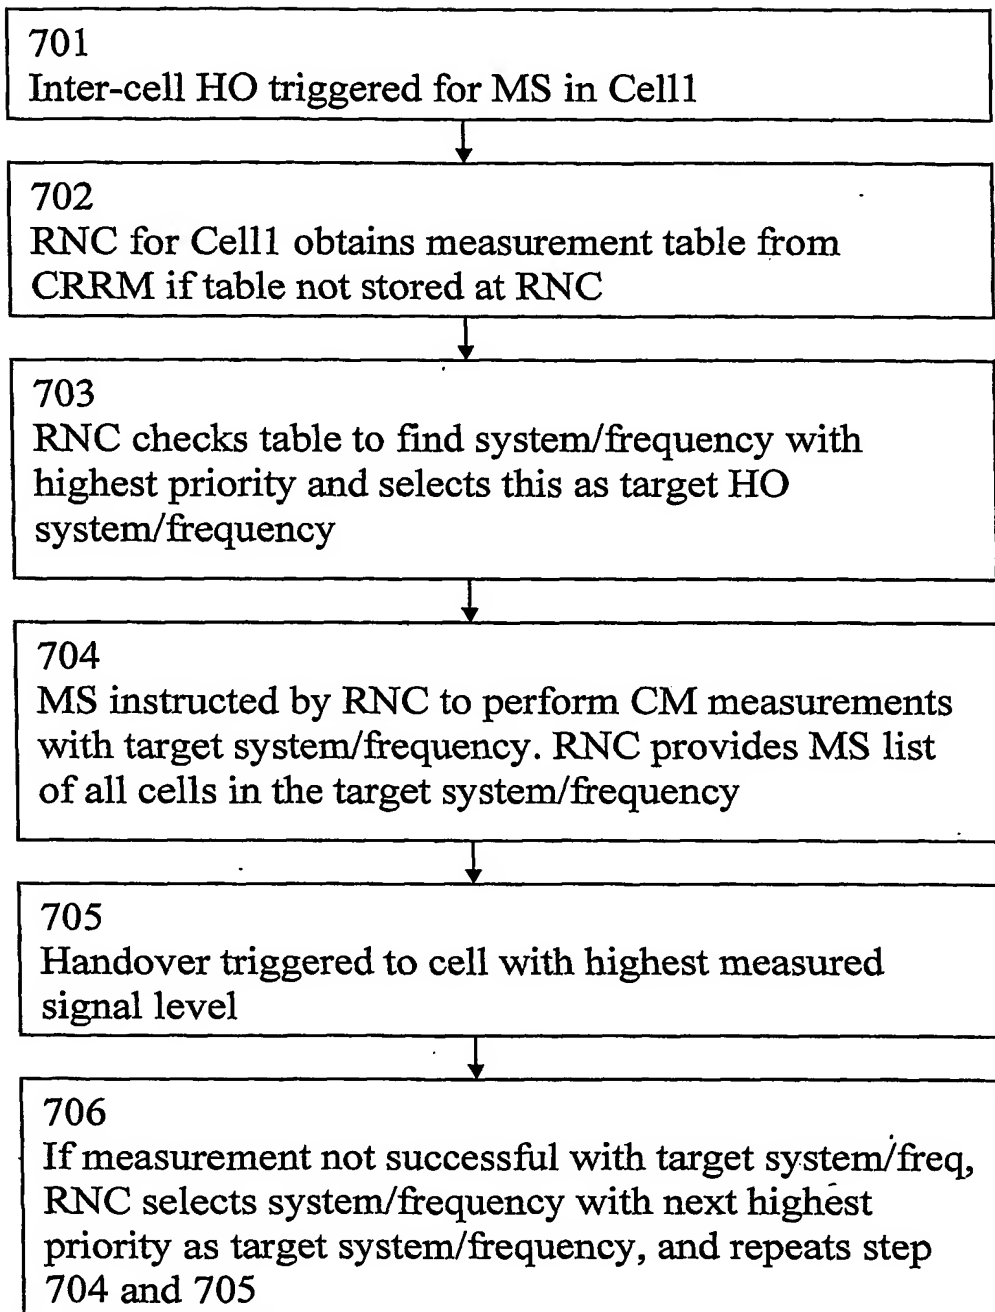 701
Inter-cell HO triggered for MS in Cell1
702
RNC for Cell1 obtains measurement table from
CRRM if table not stored at RNC
703
RNC checks table to find system/frequency with
highest priority and selects this as target HO
system/frequency
704
MS instructed by RNC to perform CM measurements
with target system/frequency. RNC provides MS list
of all cells in the target system/frequency
705
Handover triggered to cell with highest measured
signal level
706
If measurement not successful with target system/freq,
RNC selects system/frequency with next highest
priority as target system/frequency, and repeats step
704 and 705